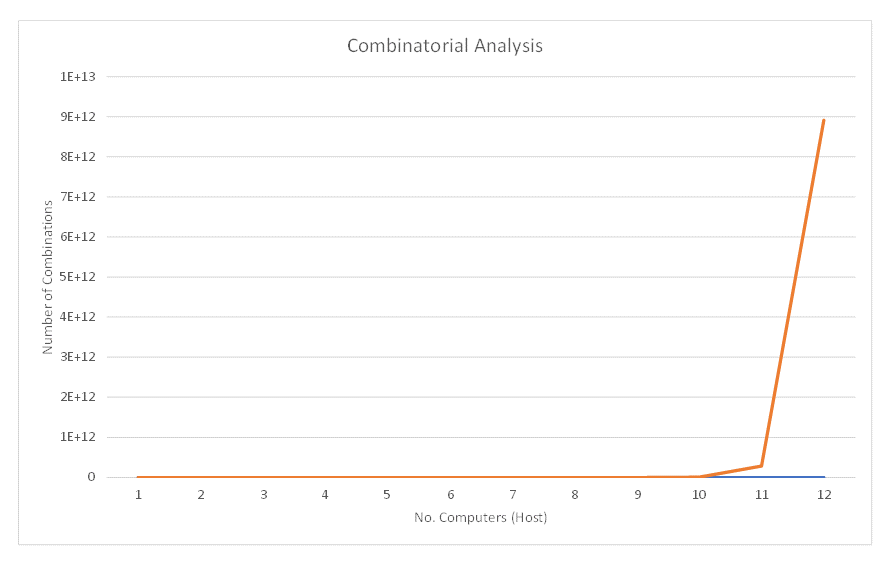 Combinatorial Analysis
1E+13
9E+12
8E+12
7E+12
6E+12
5E+12
4E+12
3E+12
2E+12
1E+12
0
Number of Combinations
1 2 3 4 5 6 7 8 9 10 11 12
No. Computers (Host)